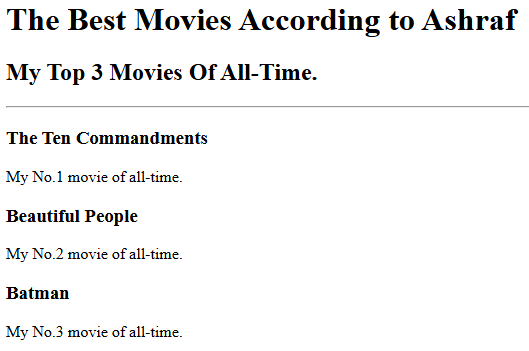 The Best Movies According to Ashraf
My Top 3 Movies Of All-Time.
The Ten Commandments
My No.1 movie of all-time.
Beautiful People
My No.2 movie of all-time.
Batman
My No.3 movie of all-time.